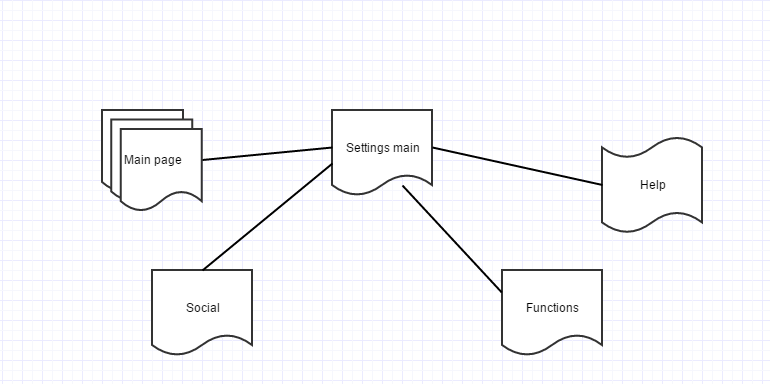 Main page
Settings main
Help
Social
Functions